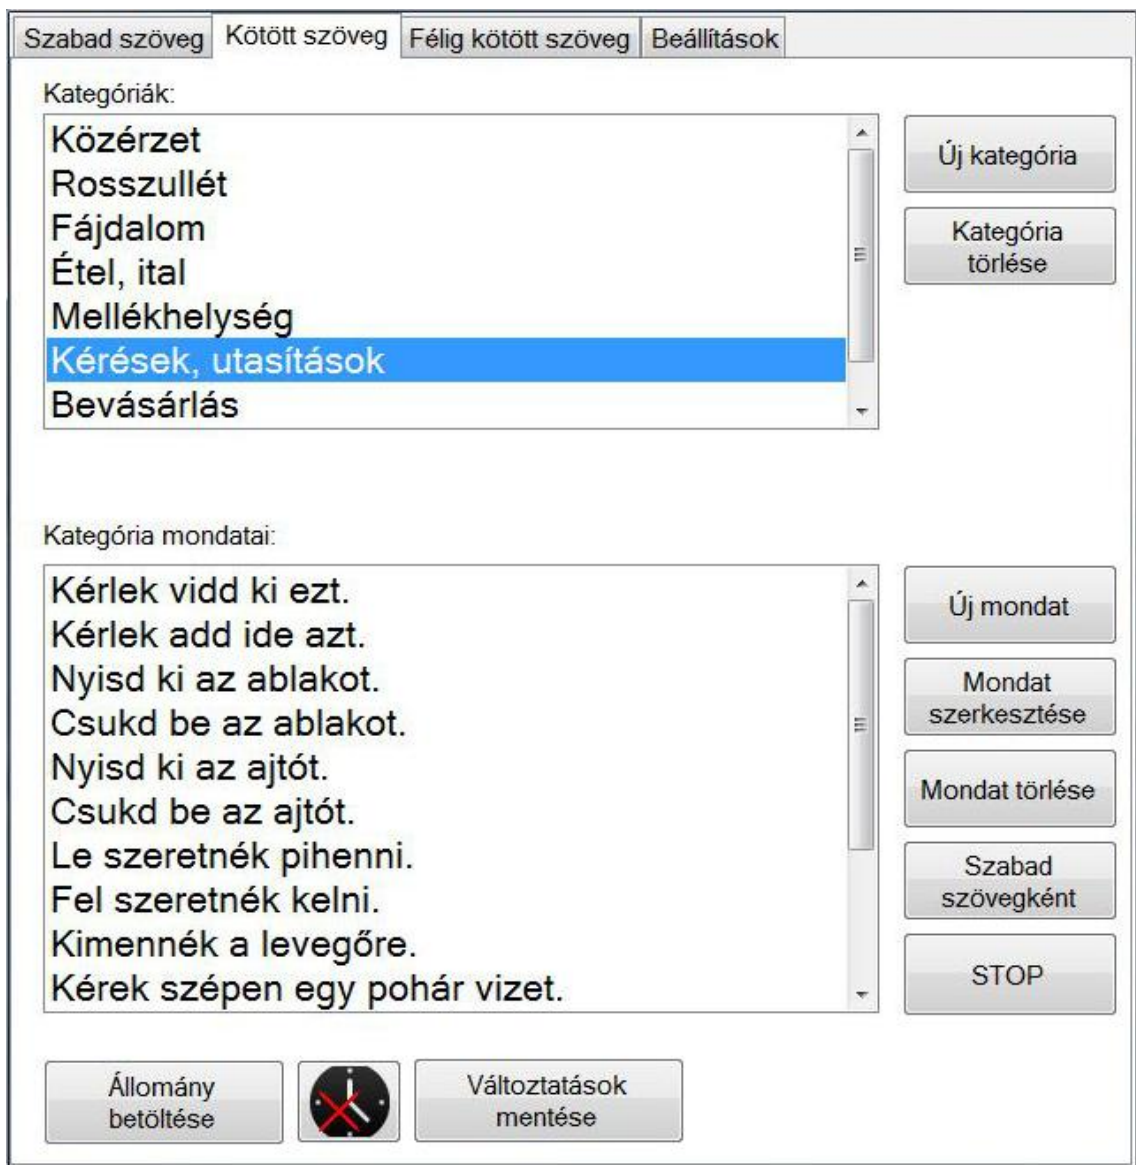 Szabad szöveg
Kötött szöveg
Félig kötött szöveg
Beállítások
Kategóriák:
Közérzet
Rosszullét
Fájdalom
Étel, ital
Mellékhelység
Kérések, utasítások
Bevásárlás
Új kategória
Kategória
törlése
Kategória mondatai:
Kérlek vidd ki ezt.
Kérlek add ide azt.
Nyisd ki az ablakot.
Csukd be az ablakot.
Nyisd ki az ajtót.
Csukd be az ajtót.
Le szeretnék pihenni.
Fel szeretnék kelni.
Kimennék a levegőre.
Kérek szépen egy pohár vizet.
Új mondat
Mondat
szerkesztése
Mondat törlése
Szabad
szövegként
STOP
Állomány
betöltése
Változtatások
mentése